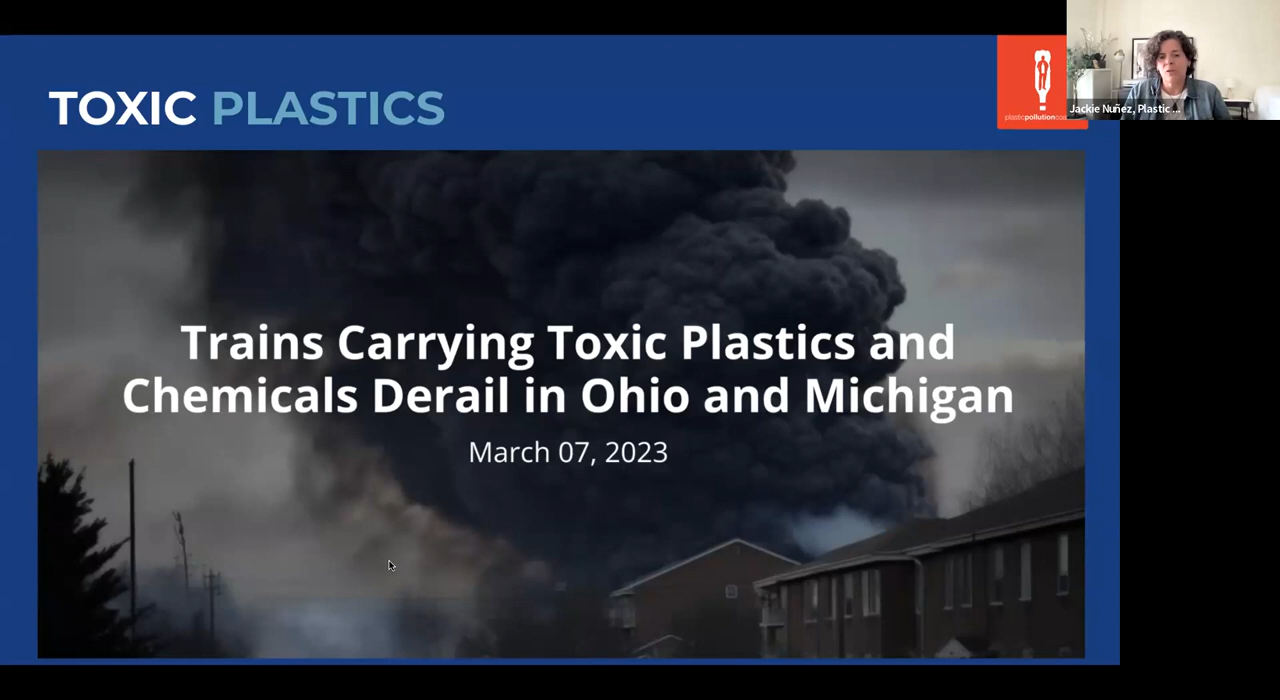 TOXIC PLASTICS
Jackie Nuñez, Plastic ...
Trains Carrying Toxic Plastics and
Chemicals Derail in Ohio and Michigan
March 07, 2023